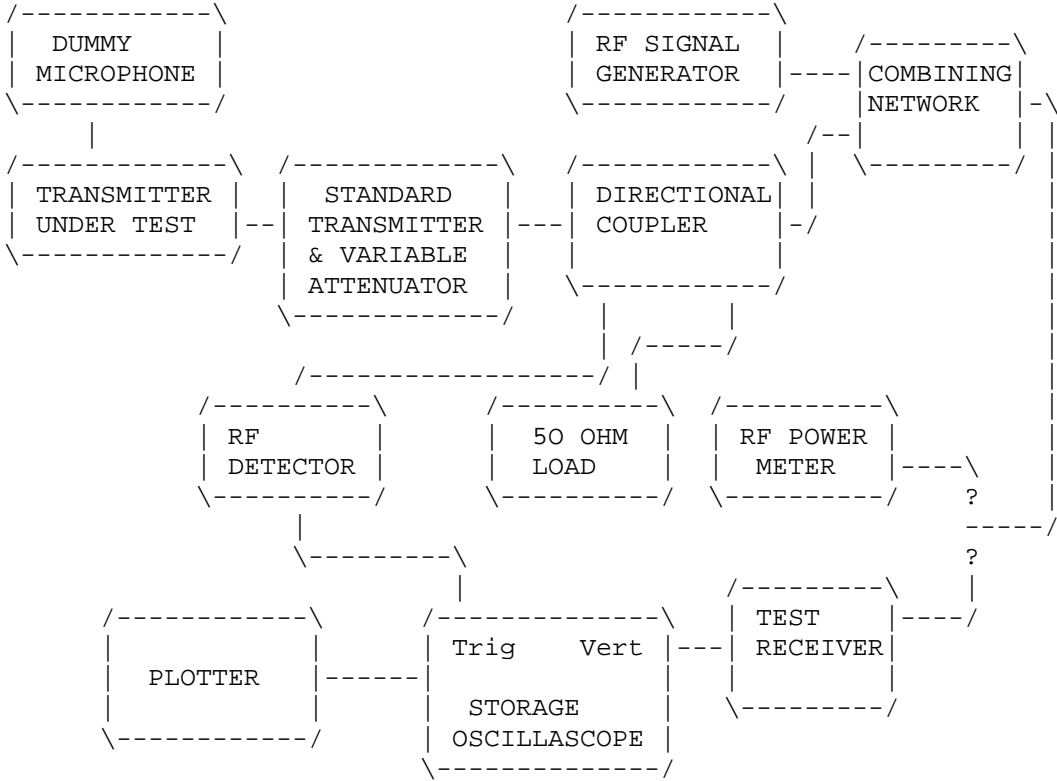 DUMMY
MICROPHONE
RF SIGNAL
GENERATOR
COMBINING
NETWORK
TRANSMITTER
UNDER TEST
STANDARD
TRANSMITTER
& VARIABLE
ATTENUATOR
DIRECTIONAL
COUPLER
RF
DETECTOR
50 OHM
LOAD
RF POWER
METER
?
?
PLOTTER
Trig Vert
STORAGE
OSCILLASCOPE
TEST
RECEIVER